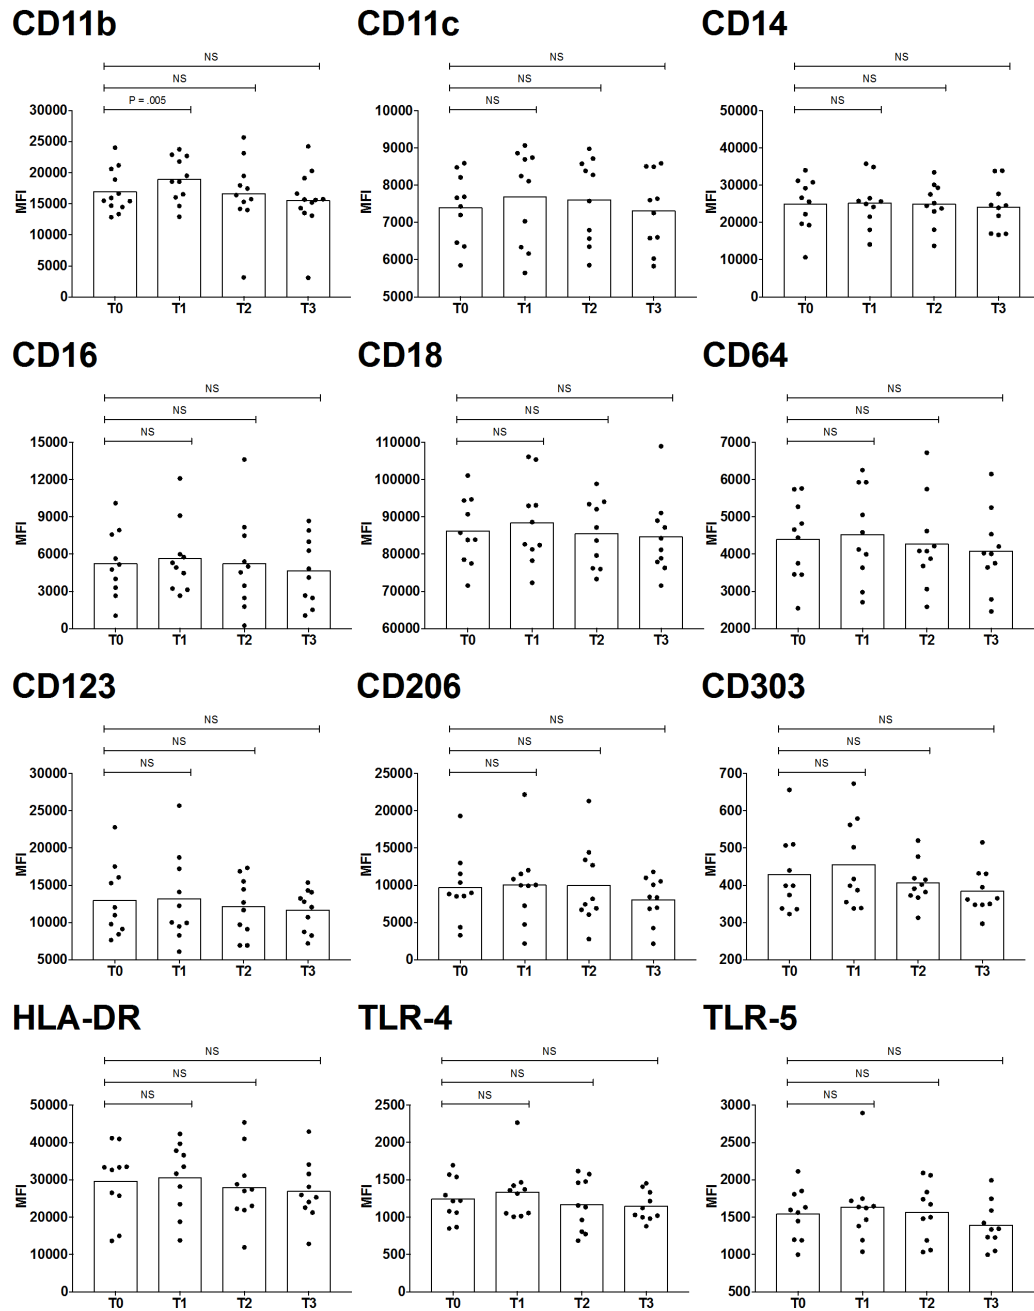 CD11b
NS
NS
P = .005
MFI
30000
25000
20000
15000
10000
5000
0
T0 T1 T2 T3
CD11c
NS
NS
NS
MFI
10000
9000
8000
7000
6000
5000
T0 T1 T2 T3
CD14
NS
NS
NS
MFI
50000
40000
30000
20000
10000
0
T0 T1 T2 T3
CD16
NS
NS
NS
MFI
15000
12000
9000
6000
3000
0
T0 T1 T2 T3
CD18
NS
NS
NS
MFI
110000
100000
90000
80000
70000
60000
T0 T1 T2 T3
CD64
NS
NS
NS
MFI
7000
6000
5000
4000
3000
2000
T0 T1 T2 T3
CD123
NS
NS
NS
MFI
30000
25000
20000
15000
10000
5000
T0 T1 T2 T3
CD206
NS
NS
NS
MFI
25000
20000
15000
10000
5000
0
T0 T1 T2 T3
CD303
NS
NS
NS
MFI
700
600
500
400
300
200
T0 T1 T2 T3
HLA-DR
NS
NS
NS
MFI
50000
40000
30000
20000
10000
0
T0 T1 T2 T3
TLR-4
NS
NS
NS
MFI
2500
2000
1500
1000
500
0
T0 T1 T2 T3
TLR-5
NS
NS
NS
MFI
3000
2500
2000
1500
1000
500
T0 T1 T2 T3